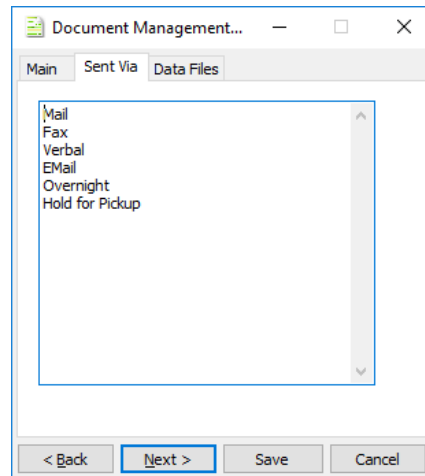 Document Management...
Main Sent Via Data Files
Mail
Fax
Verbal
EMail
Overnight
Hold for Pickup
< Back Next > Save Cancel